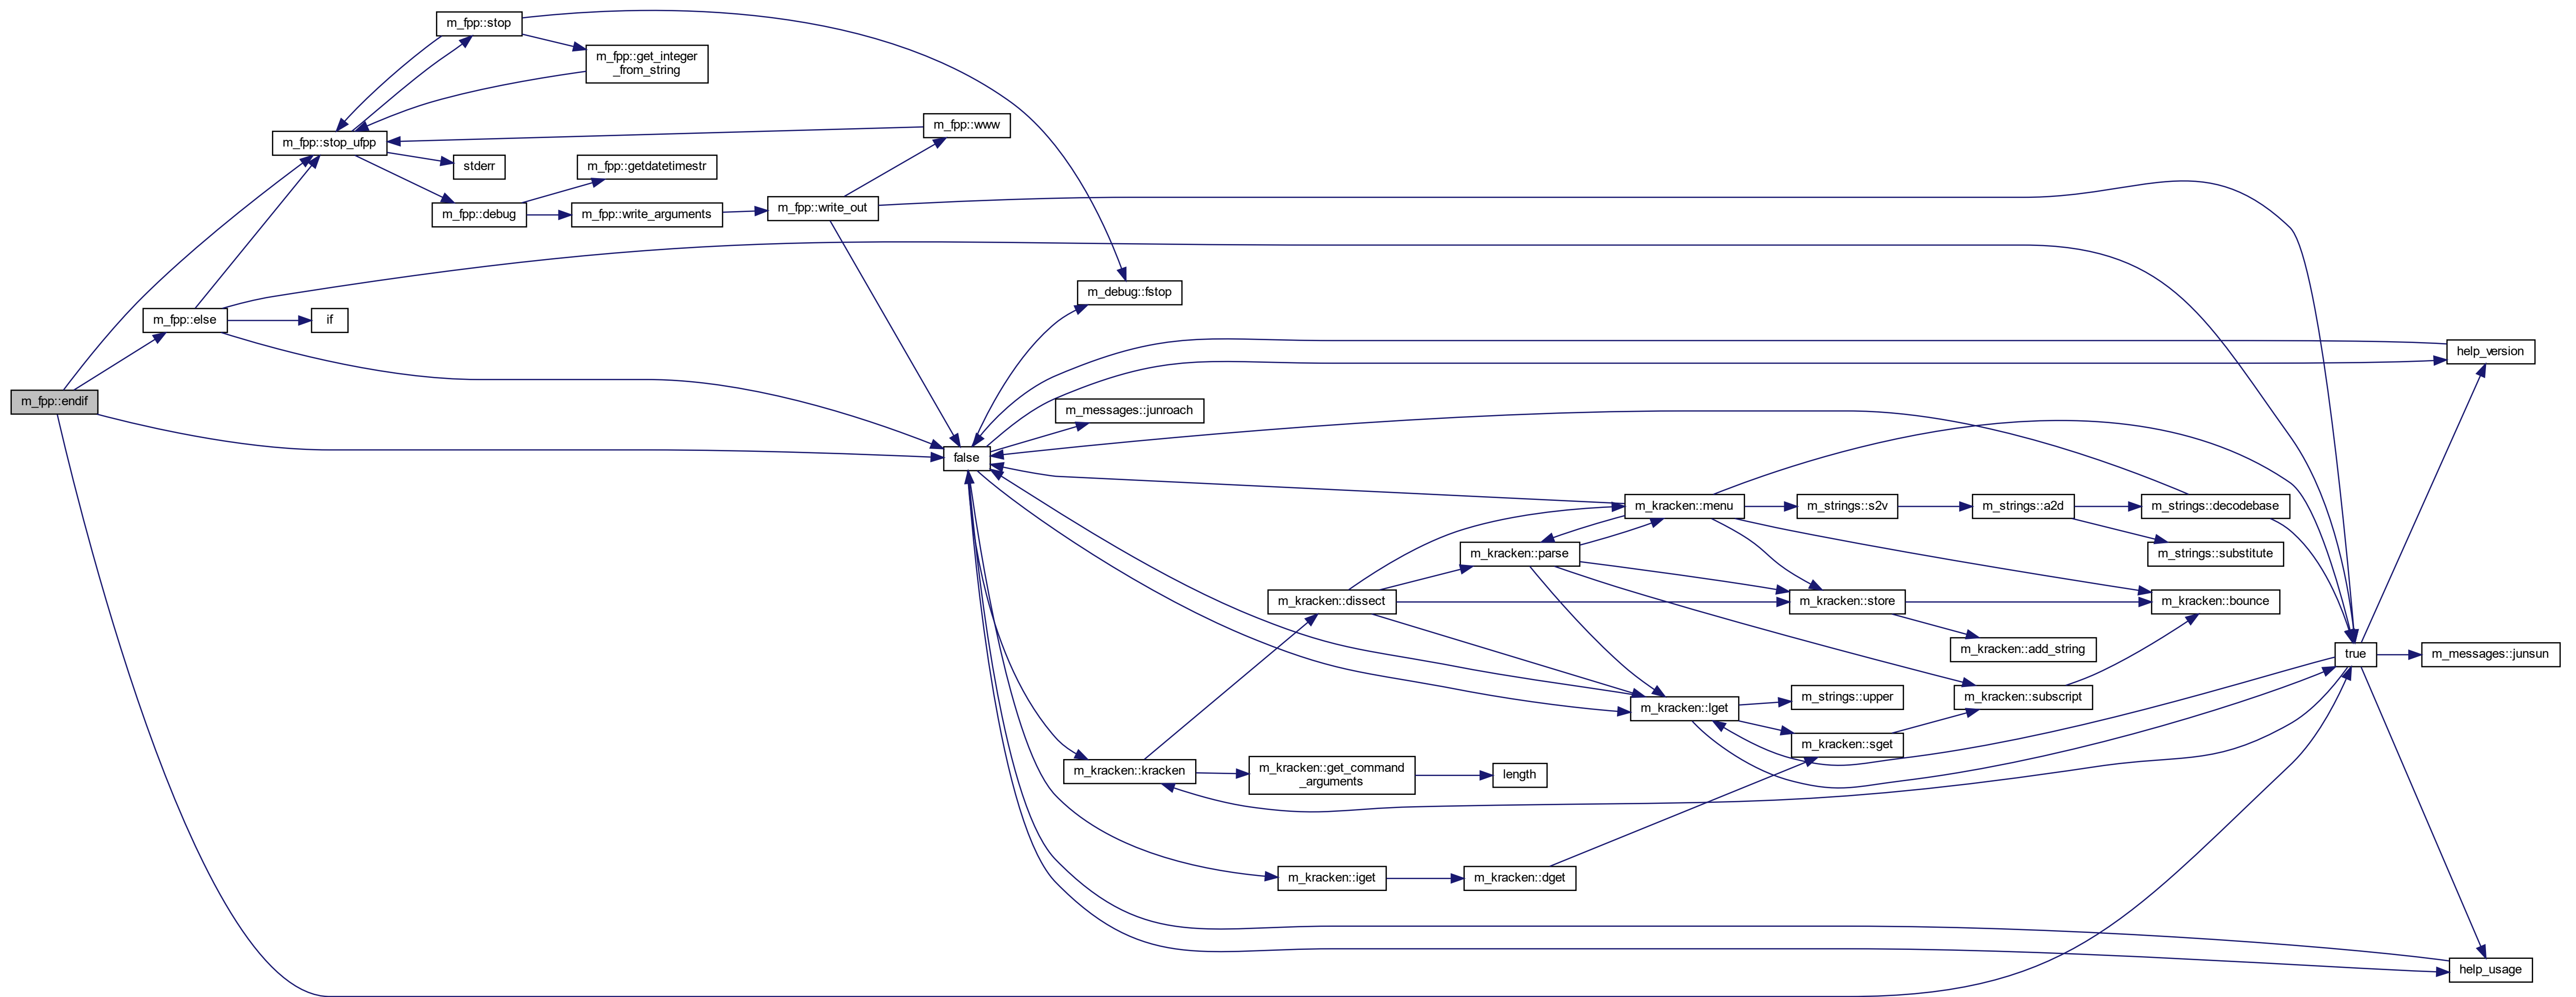 m_fpp::stop
m_fpp::get_integer
_from_string
m_fpp::www
m_fpp::stop_ufpp
stderr
m_fpp::getdatetimestr
m_fpp::debug
m_fpp::write_arguments
m_fpp::write_out
m_debug::fstop
m_fpp::else
if
help_version
m_fpp::endif
m_messages::junroach
false
m_kracken::menu
m_strings::s2v
m_strings::a2d
m_strings::decodebase
m_kracken::parse
m_strings::substitute
m_kracken::dissect
m_kracken::store
m_kracken::bounce
m_kracken::add_string
true
m_messages::junsun
m_kracken::lget
m_strings::upper
m_kracken::subscript
m_kracken::sget
m_kracken::kracken
m_kracken::get_command
_arguments
length
m_kracken::iget
m_kracken::dget
help_usage